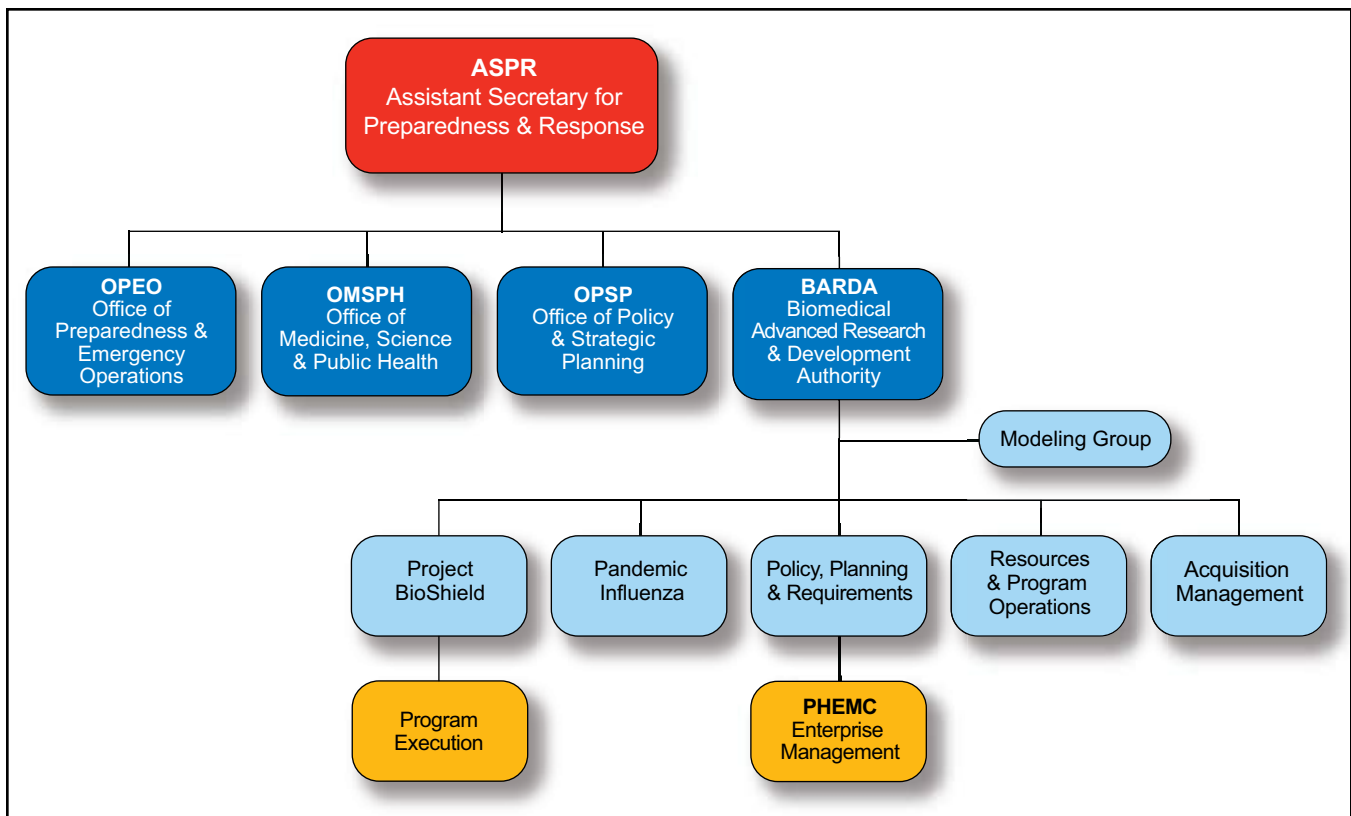 ASPR
Assistant Secretary for
Preparedness & Response
OPEO
Office of
Preparedness &
Emergency
Operations
OMSPH
Office of
Medicine, Science
& Public Health
OPSP
Office of Policy
& Strategic
Planning
BARDA
Biomedical
Advanced Research
& Development
Authority
Modeling Group
Project
BioShield
Pandemic
Influenza
Policy, Planning
& Requirements
Resources
& Program
Operations
Acquisition
Management
Program
Execution
PHEMC
Enterprise
Management